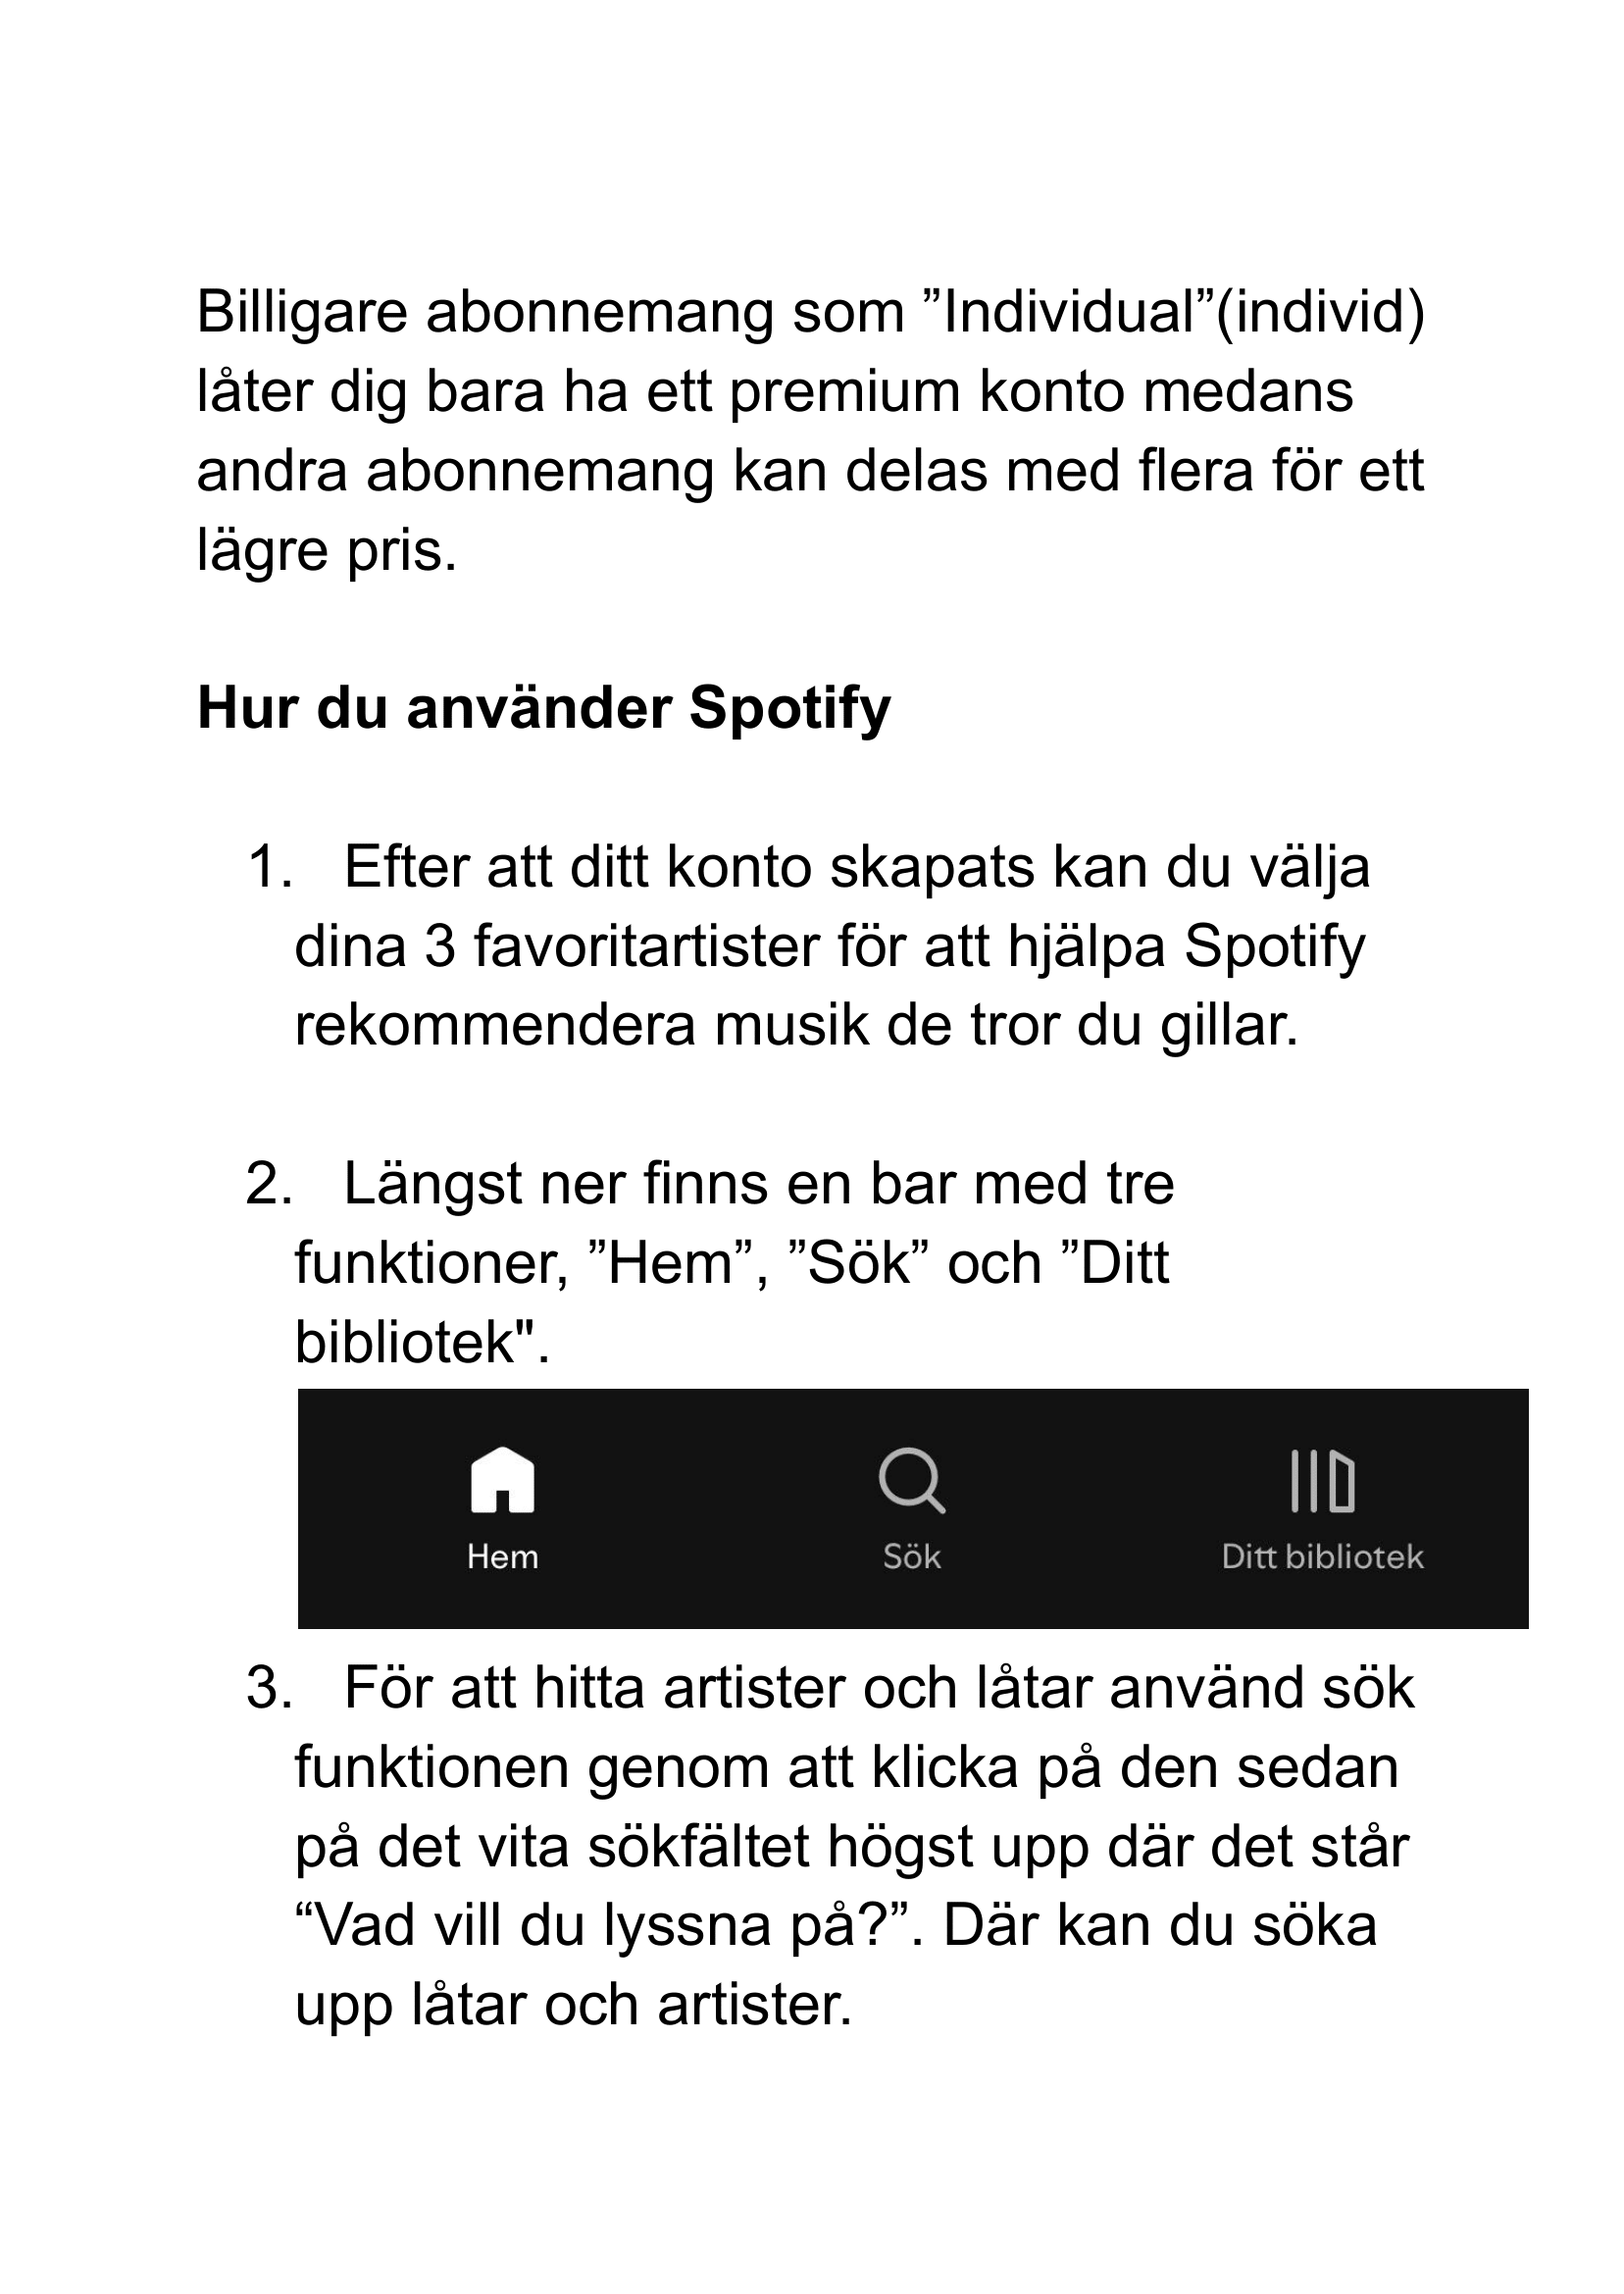 Billigare abonnemang som ”Individual”(individ)
låter dig bara ha ett premium konto medans
andra abonnemang kan delas med flera för ett
lägre pris.
Hur du använder Spotify
1. Efter att ditt konto skapats kan du välja
dina 3 favoritartister för att hjälpa Spotify
rekommendera musik de tror du gillar.
2. Längst ner finns en bar med tre
funktioner, ”Hem”, ”Sök” och ”Ditt
bibliotek".
Hem Sök Ditt bibliotek
3. För att hitta artister och låtar använd sök
funktionen genom att klicka på den sedan
på det vita sökfältet högst upp där det står
“Vad vill du lyssna på?”. Där kan du söka
upp låtar och artister.